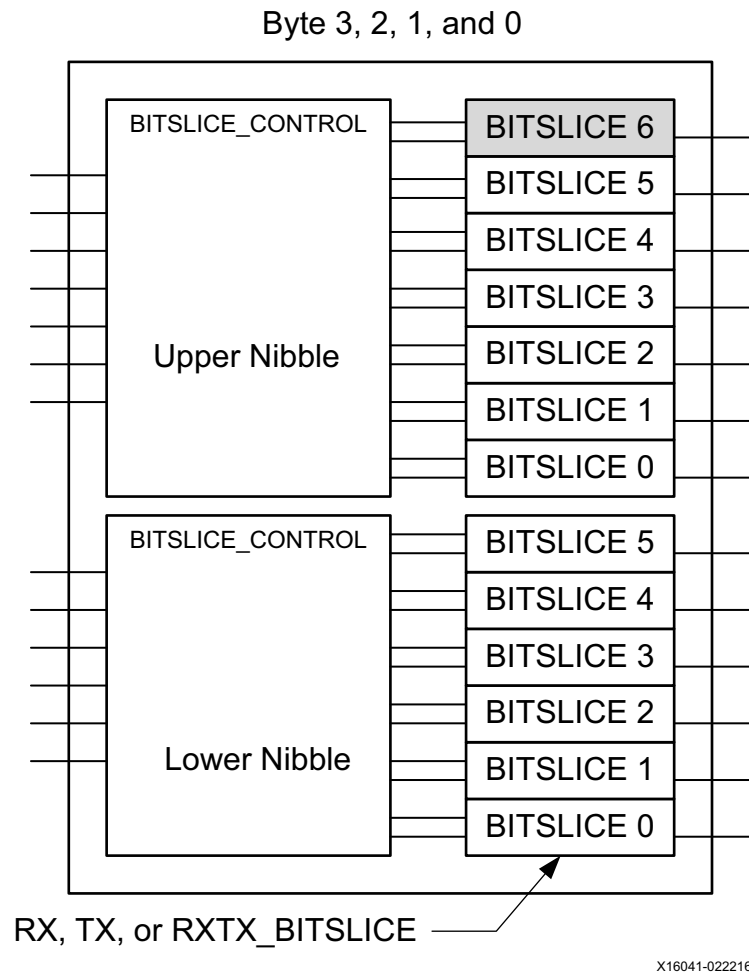 Byte 3, 2, 1, and 0
BITSLICE_CONTROL
Upper Nibble
BITSLICE 6
BITSLICE 5
BITSLICE 4
BITSLICE 3
BITSLICE 2
BITSLICE 1
BITSLICE 0
BITSLICE_CONTROL
Lower Nibble
BITSLICE 5
BITSLICE 4
BITSLICE 3
BITSLICE 2
BITSLICE 1
BITSLICE 0
RX, TX, or RXTX_BITSLICE
X16041-022216